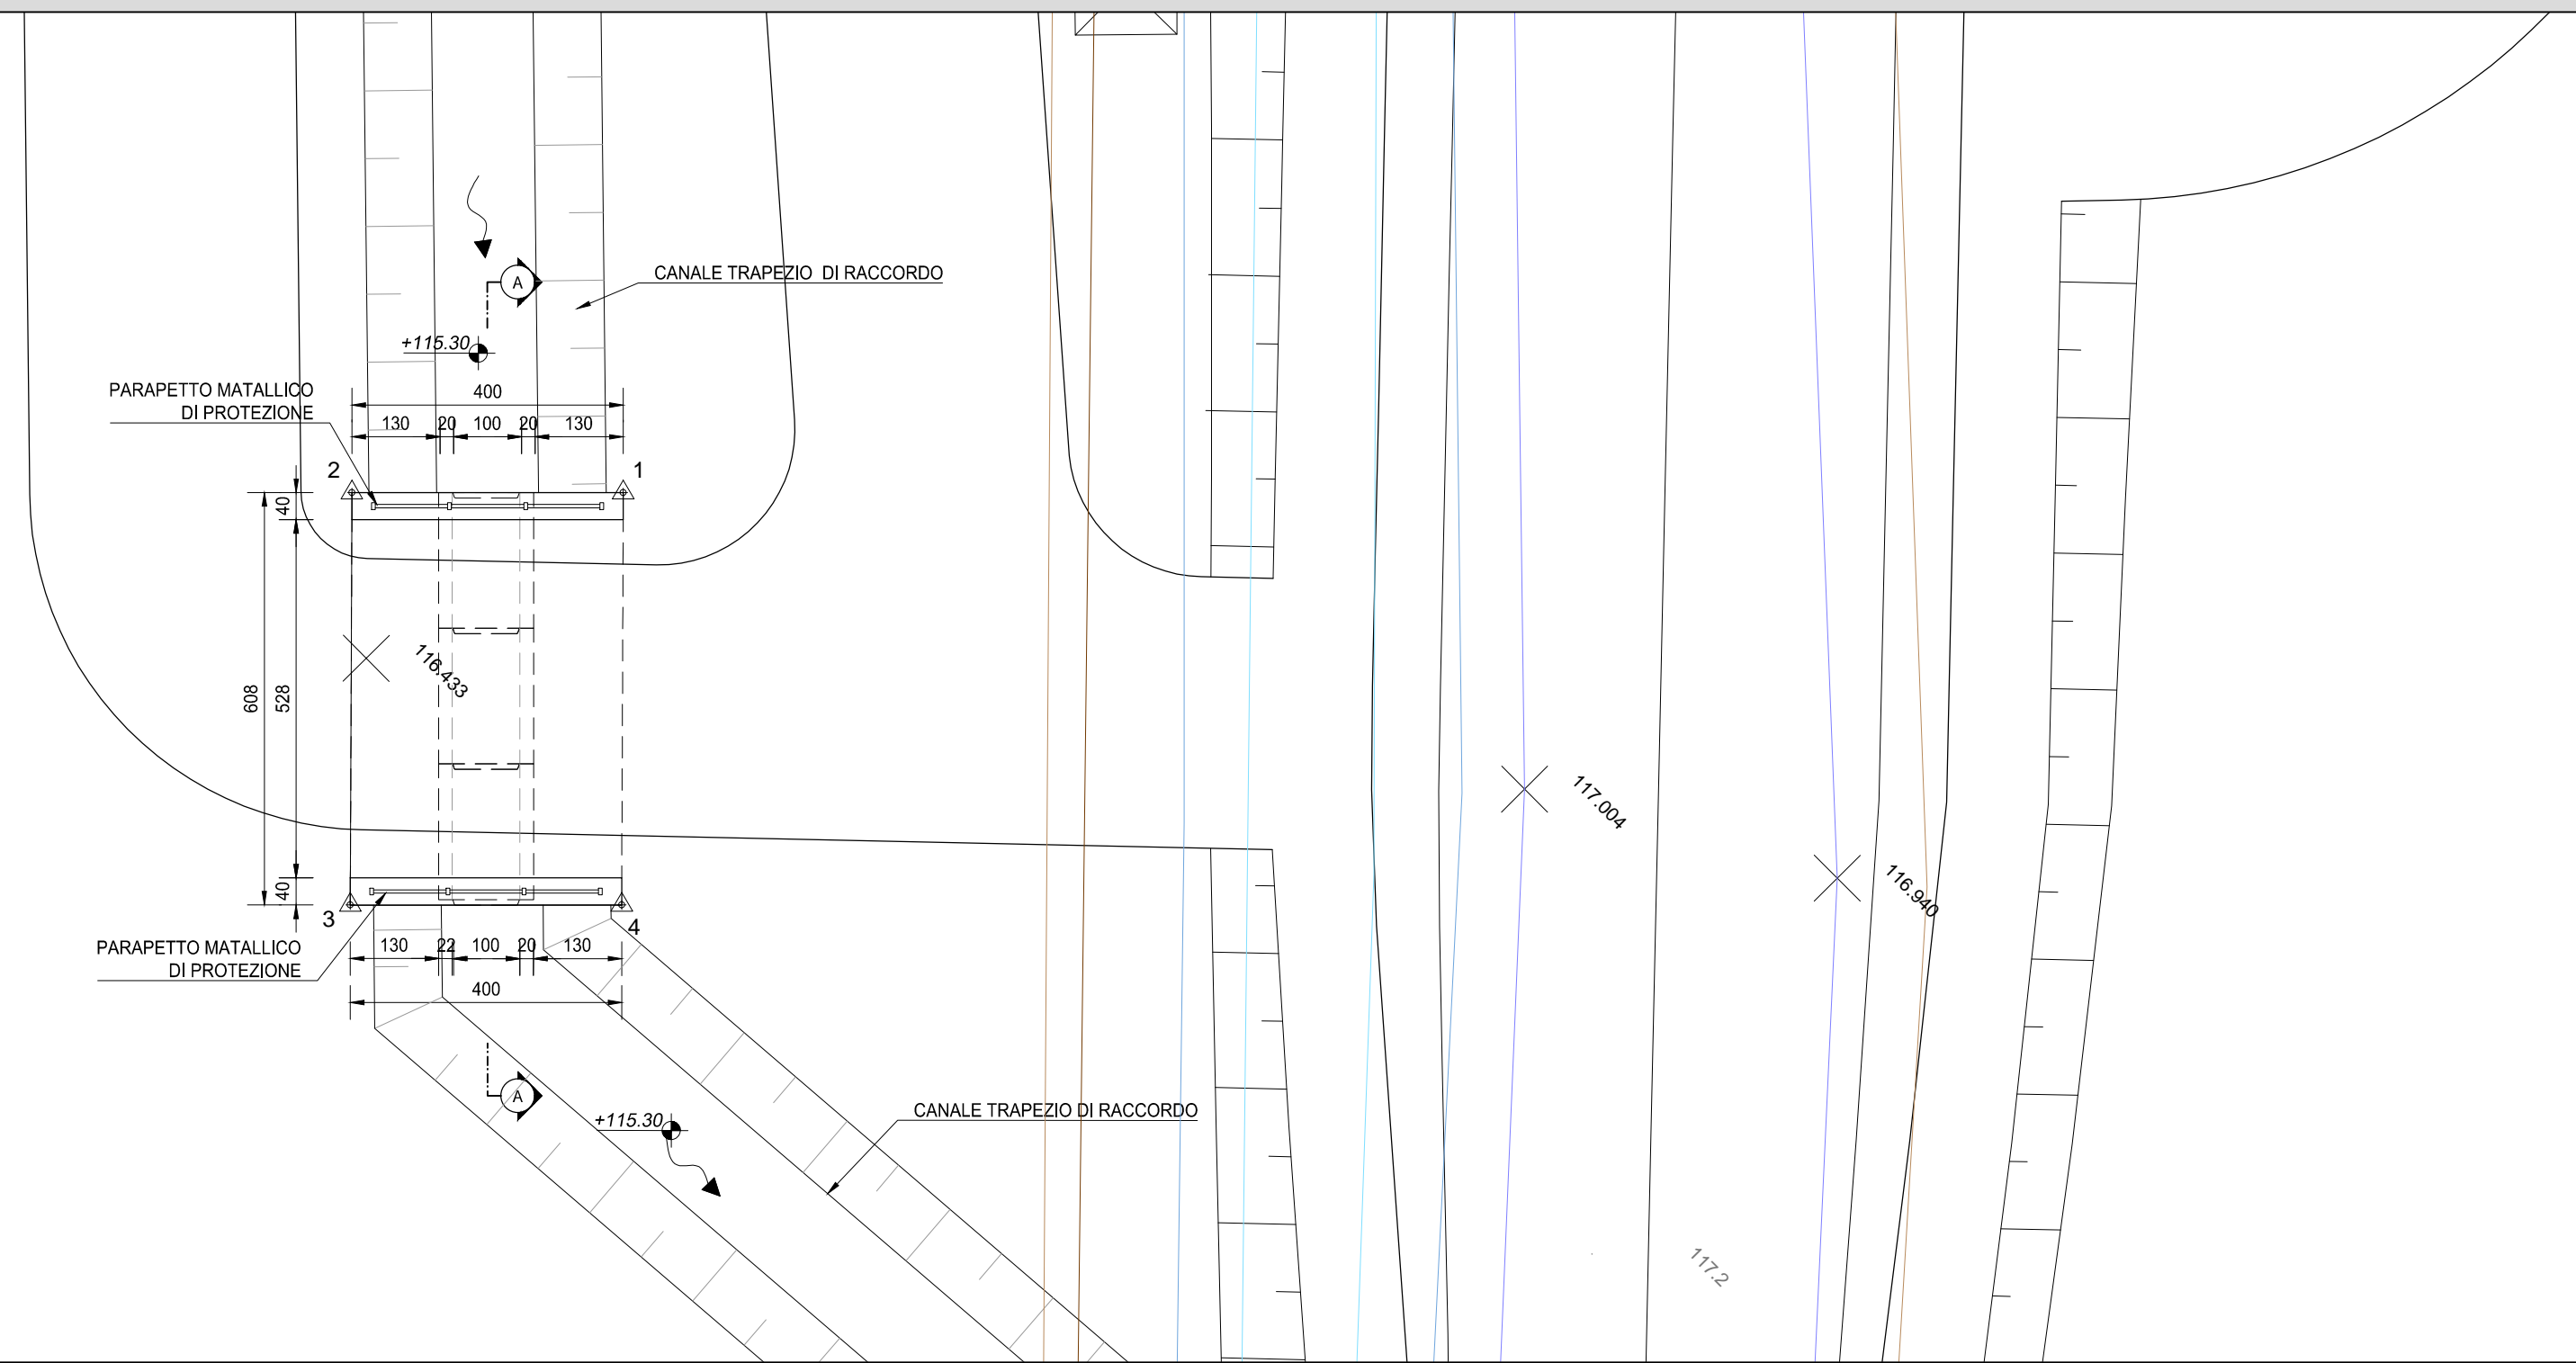 CANALE TRAPEZIO DI RACCORDO
A
+115.30
PARAPETTO MATALLICO
DI PROTEZIONE
400
130 20 100 20 130
2
1
40
116.433
608
528
117.004
116.940
40
3
4
PARAPETTO MATALLICO
DI PROTEZIONE
130 22 100 20 130
400
A
+115.30
CANALE TRAPEZIO DI RACCORDO
117.2